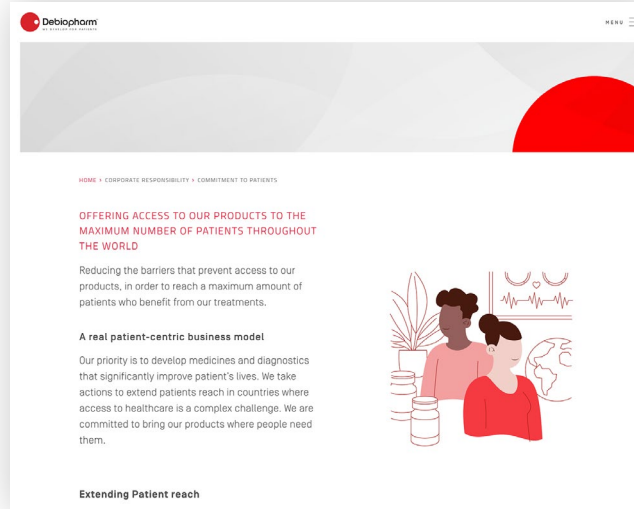 Debiopharm
WE DEVELOP FOR PATIENTS
MENU
HOME > CORPORATE RESPONSIBILITY > COMMITMENT TO PATIENTS
OFFERING ACCESS TO OUR PRODUCTS TO THE
MAXIMUM NUMBER OF PATIENTS THROUGHOUT
THE WORLD
Reducing the barriers that prevent access to our
products, in order to reach a maximum amount of
patients who benefit from our treatments.
A real patient-centric business model
Our priority is to develop medicines and diagnostics
that significantly improve patient's lives. We take
actions to extend patients reach in countries where
access to healthcare is a complex challenge. We are
committed to bring our products where people need
them.
Extending Patient reach